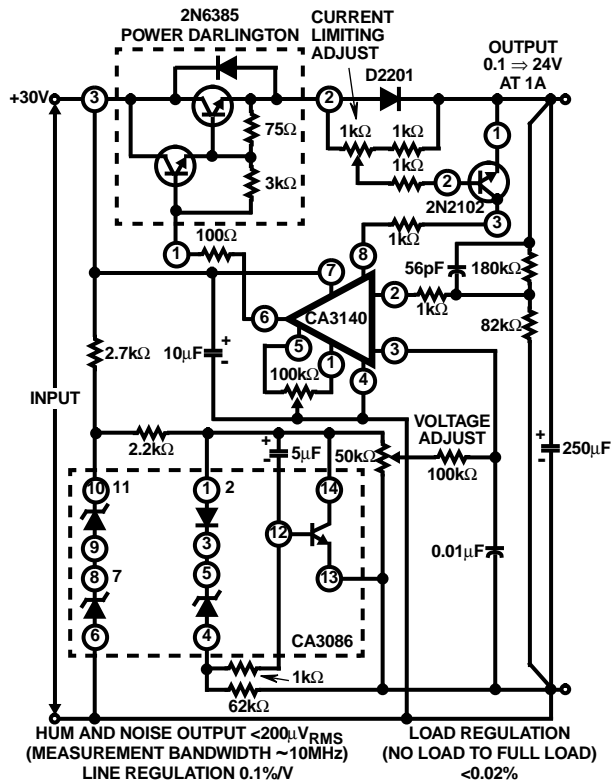 2N6385
POWER DARLINGTON
CURRENT
LIMITING
ADJUST
OUTPUT
0.1 ⇒ 24V
AT 1A
D2201
+30V
3
2
75Ω
3kΩ
1kΩ
1kΩ
1kΩ
1
2
2N2102
3
1
100Ω
1kΩ
8
7
6
CA3140
5
1
4
2
3
56pF
180kΩ
1kΩ
82kΩ
2.7kΩ
10μF
+
-
100kΩ
INPUT
VOLTAGE
ADJUST
2.2kΩ
+
-
5μF
50kΩ
100kΩ
+
-
250μF
10
11
1
2
14
9
3
12
8
7
5
13
0.01μF
6
4
CA3086
1kΩ
62kΩ
HUM AND NOISE OUTPUT <200μVRMS
(MEASUREMENT BANDWIDTH ~10MHz)
LINE REGULATION 0.1%/V
LOAD REGULATION
(NO LOAD TO FULL LOAD)
<0.02%